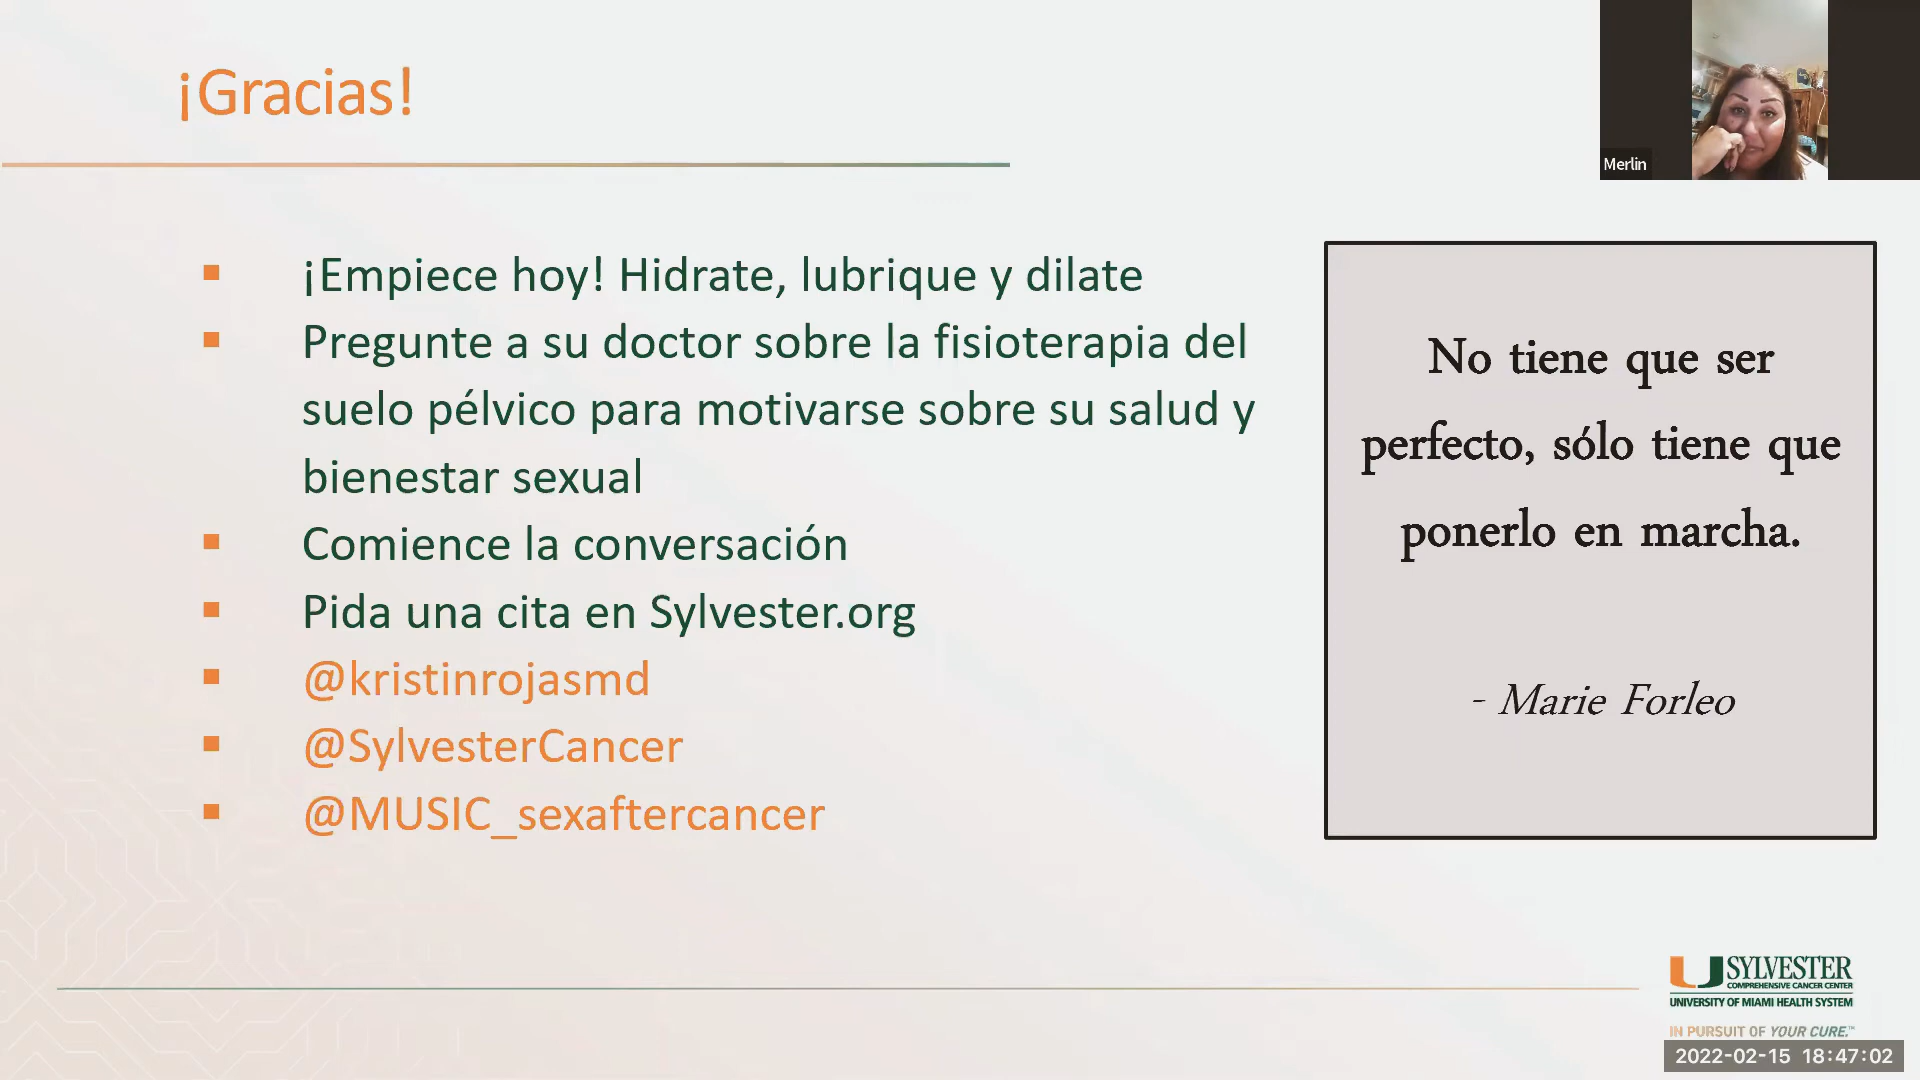 ¡Gracias!
Merlin
¡Empiece hoy! Hidrate, lubrique y dilate
Pregunte a su doctor sobre la fisioterapia del
suelo pélvico para motivarse sobre su salud y
bienestar sexual
Comience la conversación
Pida una cita en Sylvester.org
@kristinrojasmd
@SylvesterCancer
@MUSIC_sexaftercancer
No tiene que ser
perfecto, sólo tiene que
ponerlo en marcha.
- Marie Forleo
SYLVESTER
COMPREHENSIVE CANCER CENTER
UNIVERSITY OF MIAMI HEALTH SYSTEM
IN PURSUIT OF YOUR CURE.™
2022-02-15 18:47:02